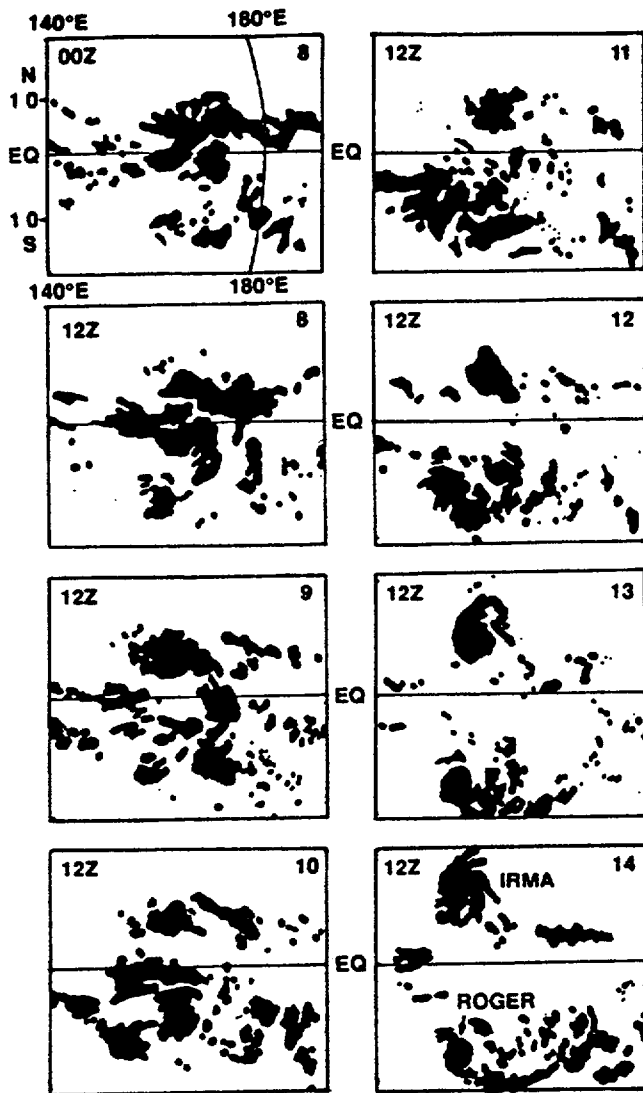 140°E 180°E
00Z 8
N
10
EQ
10
S
EQ
12Z 11
140°E 180°E
12Z 8
EQ
12Z 12
12Z 9
EQ
12Z 13
12Z 10
EQ
12Z 14
IRMA
ROGER